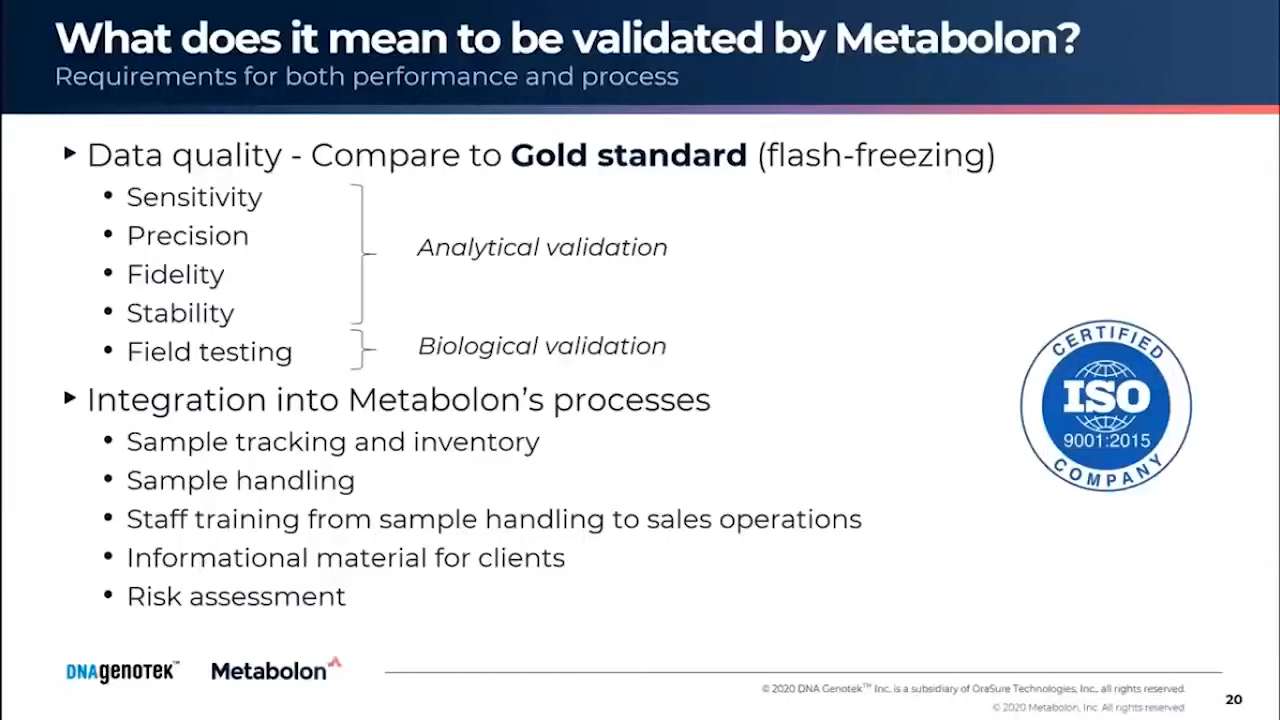 What does it mean to be validated by Metabolon?
Requirements for both performance and process
Data quality - Compare to Gold standard (flash-freezing)
• Sensitivity
• Precision
• Fidelity
• Stability
Analytical validation
• Field testing
Biological validation
Integration into Metabolon’s processes
• Sample tracking and inventory
• Sample handling
• Staff training from sample handling to sales operations
• Informational material for clients
• Risk assessment
CERTIFIED
ISO
9001:2015
COMPANY
DNAgenotek™
Metabolon
© 2020 DNA Genotek™ Inc. is a subsidiary of OraSure Technologies, Inc., all rights reserved.
© 2020 Metabolon, Inc. All rights reserved
20